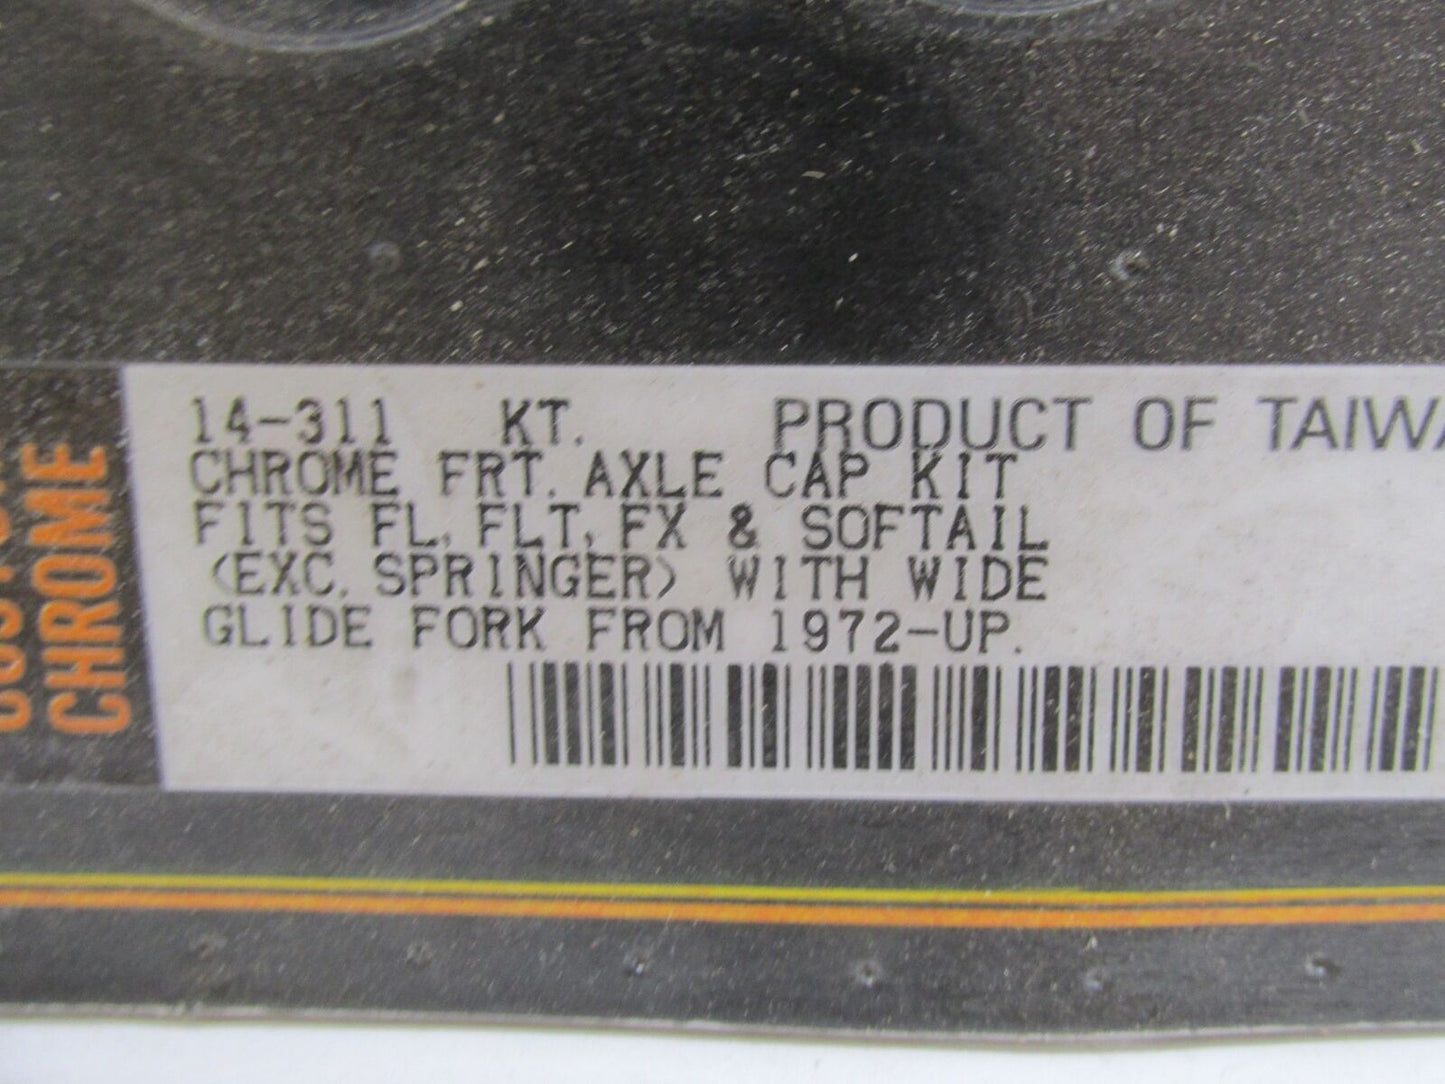 14-311 KT. PRODUCT OF
CHROME FRT. AXLE CAP KIT
FITS FL, FLT, FX & SOFTAIL
(EXC. SPRINGER) WITH WIDE
GLIDE FORK FROM 1972-UP.
CHROME